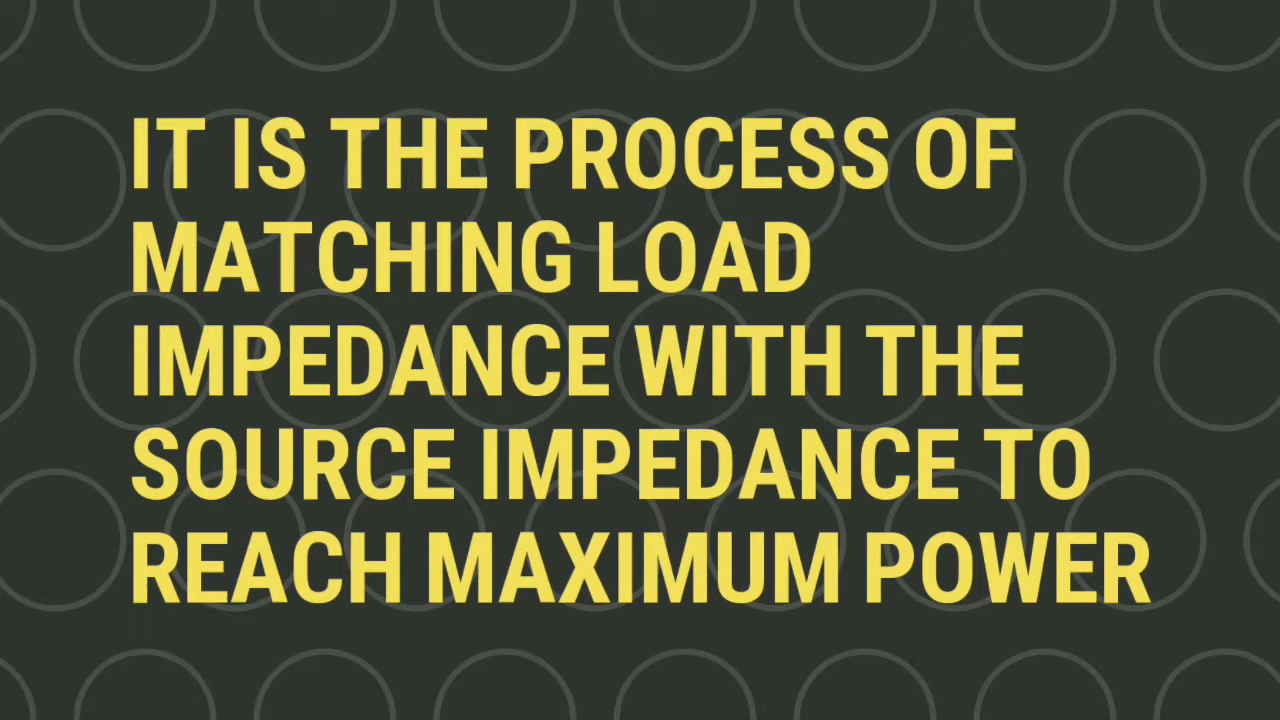 IT IS THE PROCESS OF
MATCHING LOAD
IMPEDANCE WITH THE
SOURCE IMPEDANCE TO
REACH MAXIMUM POWER